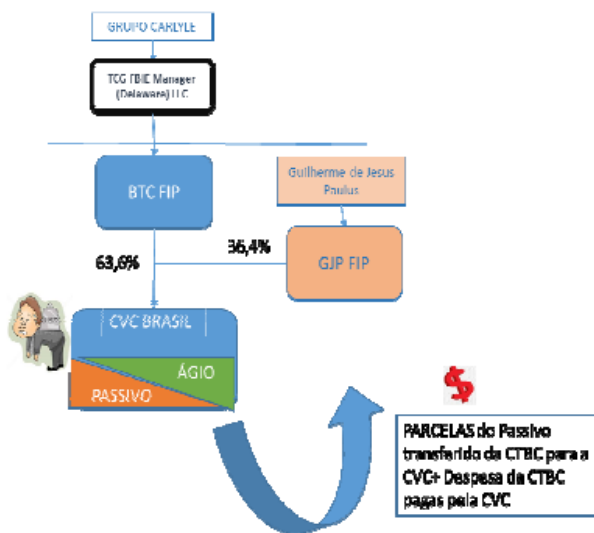 GRUPO CARLYLE
TCG FBIE Manager
(Delaware) LLC
BTC FIP
Guilherme de Jesus
Paulus
63,6%
36,4%
GJP FIP
CVC BRASIL
ÁGIO
PASSIVO
$
PARCELAS do Passivo
transferido da CTBC para a
CVC+ Despesa da CTBC
pagas pela CVC